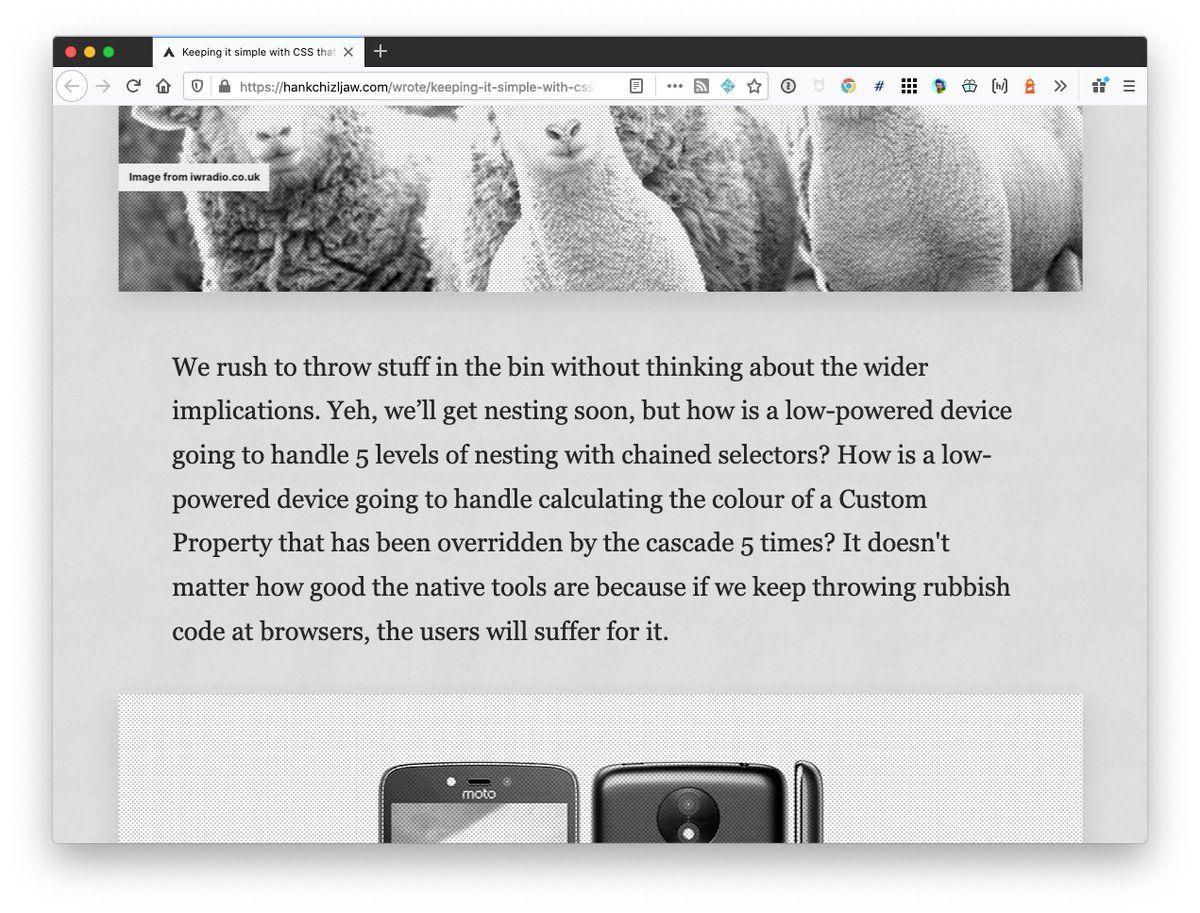 Keeping it simple with CSS that
https://hankchizljaw.com/wrote/keeping-it-simple-with-css
Image from iwradio.co.uk
We rush to throw stuff in the bin without thinking about the wider
implications. Yeh, we’ll get nesting soon, but how is a low-powered device
going to handle 5 levels of nesting with chained selectors? How is a low-
powered device going to handle calculating the colour of a Custom
Property that has been overridden by the cascade 5 times? It doesn't
matter how good the native tools are because if we keep throwing rubbish
code at browsers, the users will suffer for it.
moto